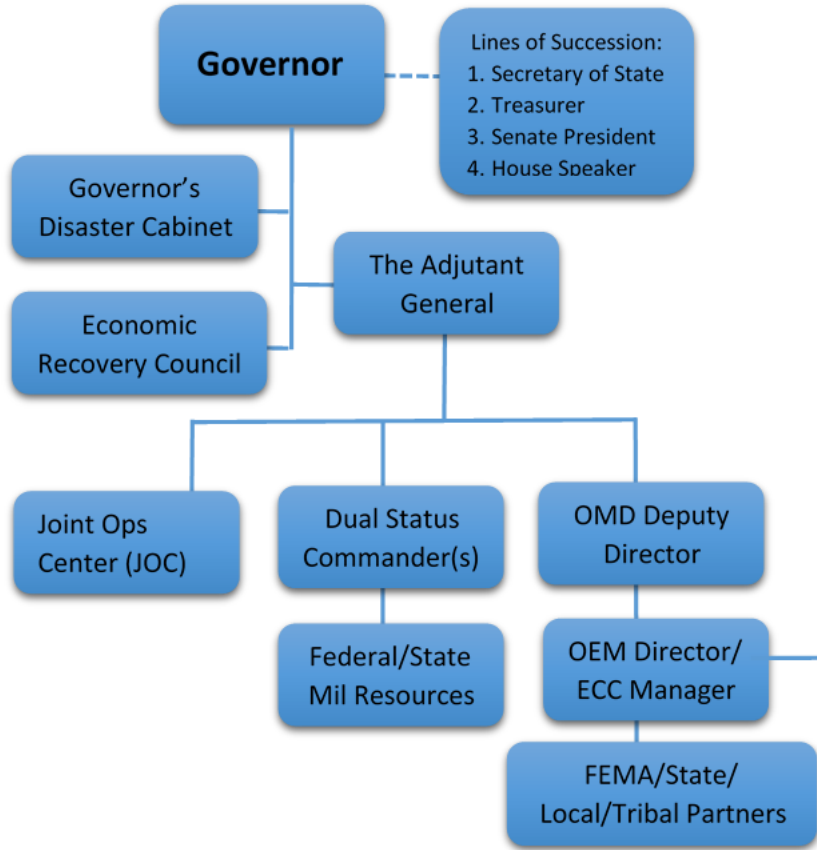 Governor
Lines of Succession:
1. Secretary of State
2. Treasurer
3. Senate President
4. House Speaker
Governor’s
Disaster Cabinet
The Adjutant
General
Economic
Recovery Council
Joint Ops
Center (JOC)
Dual Status
Commander(s)
OMD Deputy
Director
Federal/State
Mil Resources
OEM Director/
ECC Manager
FEMA/State/
Local/Tribal Partners